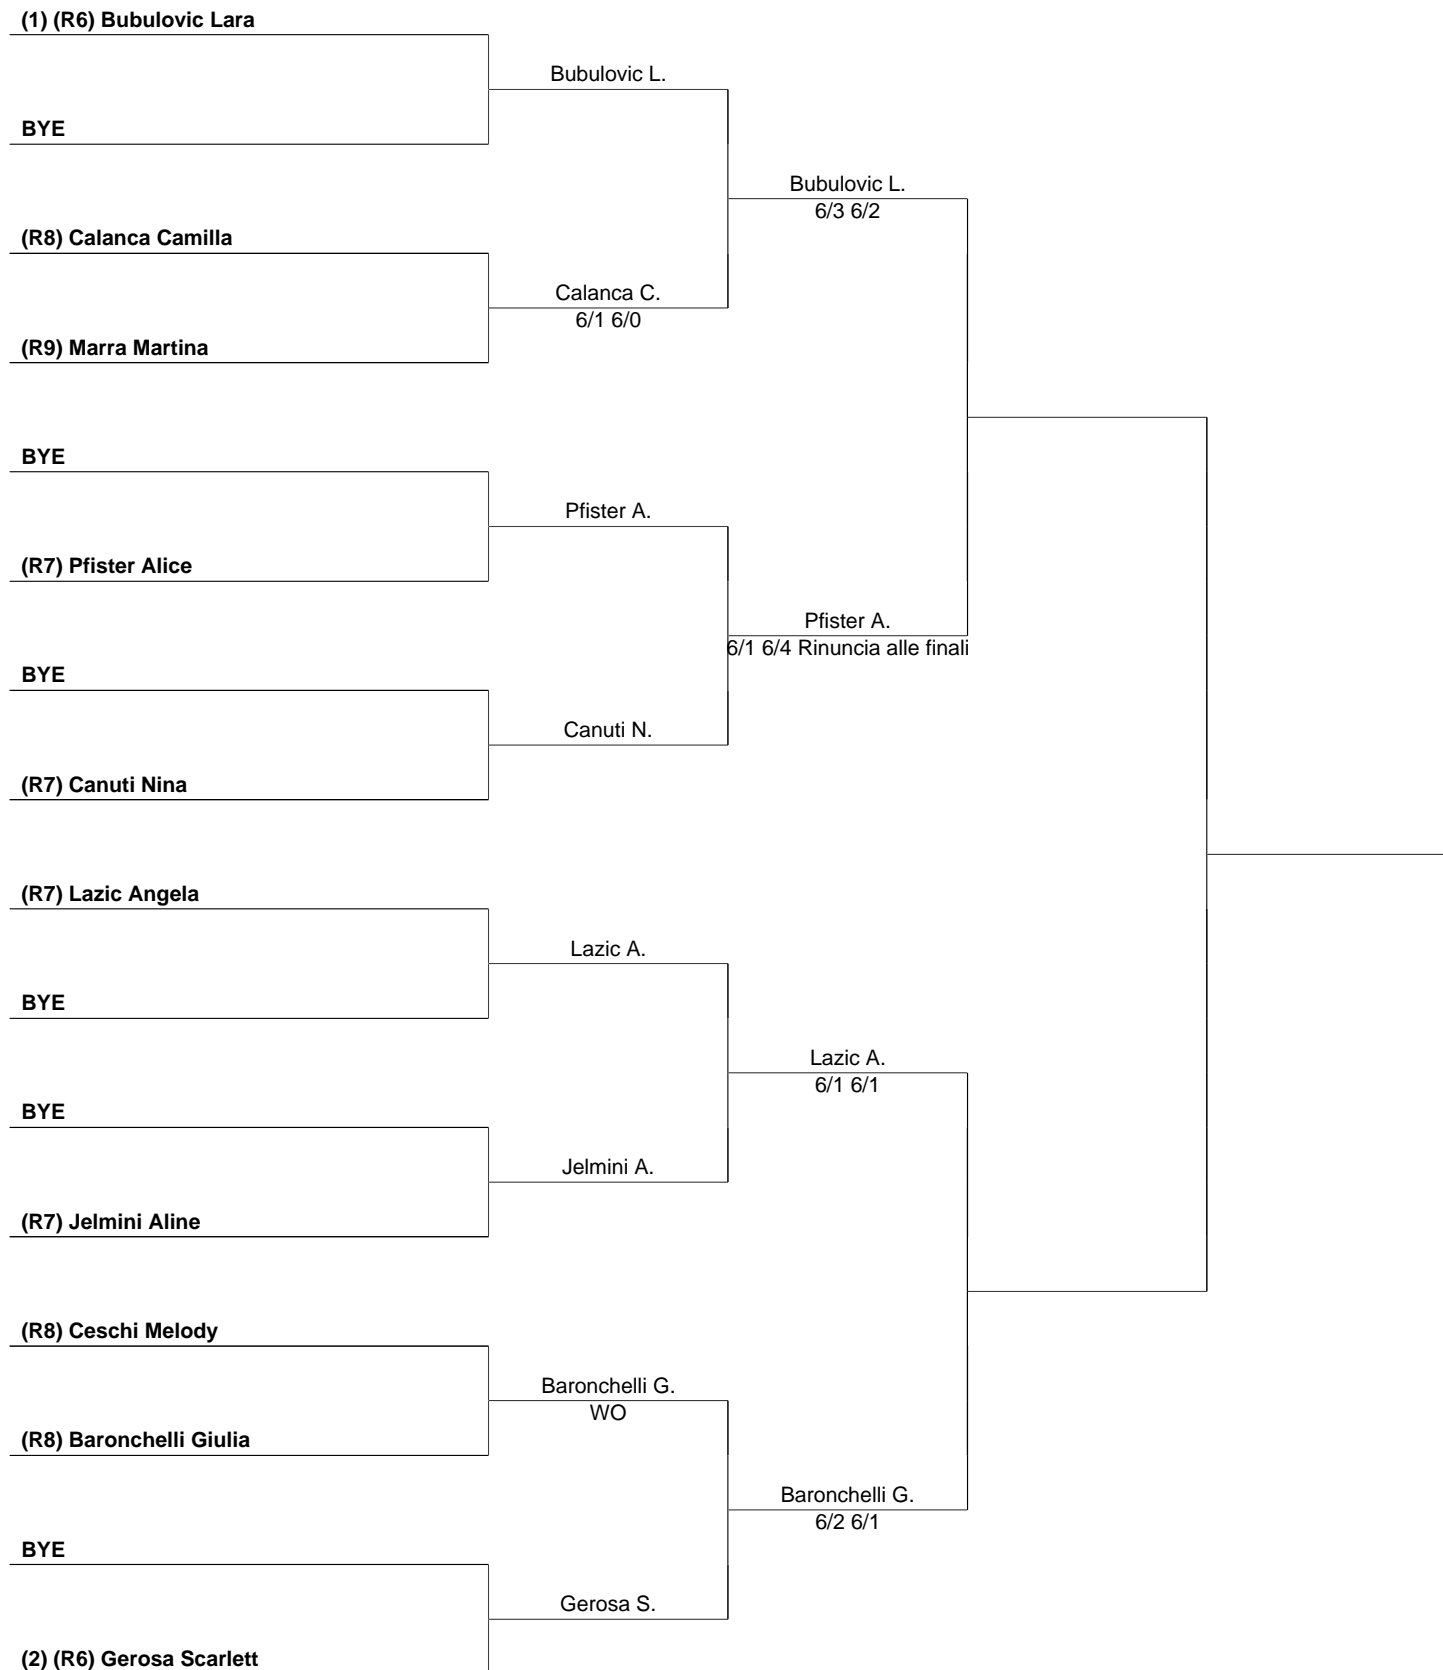 (1) (R6) Bubulovic Lara
Bubulovic L.
BYE
Bubulovic L.
6/3 6/2
(R8) Calanca Camilla
Calanca C.
6/1 6/0
(R9) Marra Martina
BYE
Pfister A.
(R7) Pfister Alice
Pfister A.
6/1 6/4 Rinuncia alle finali
BYE
Canuti N.
(R7) Canuti Nina
(R7) Lazic Angela
Lazic A.
BYE
Lazic A.
6/1 6/1
BYE
Jelmini A.
(R7) Jelmini Aline
(R8) Ceschi Melody
Baronchelli G.
WO
(R8) Baronchelli Giulia
Baronchelli G.
6/2 6/1
BYE
Gerosa S.
(2) (R6) Gerosa Scarlett